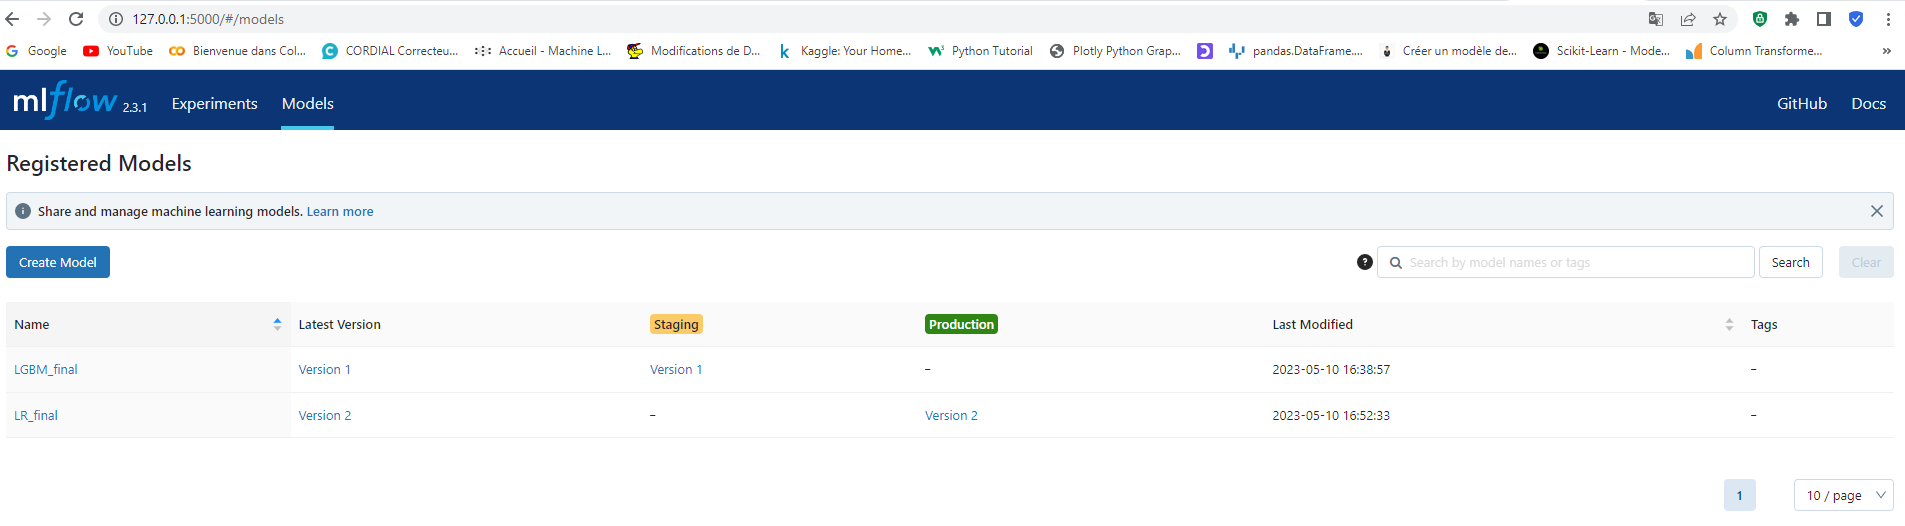 127.0.0.1:5000/#/models
Google YouTube Bienvenue dans Col... CORDIAL Correcteu... Accueil - Machine L... Modifications de D... Kaggle: Your Home... Python Tutorial Plotly Python Grap... pandas.DataFrame.... Créer un modèle de... Scikit-Learn - Mode... Column Transforme... »
mlflow 2.3.1 Experiments Models GitHub Docs
Registered Models
Share and manage machine learning models. Learn more
Create Model Search by model names or tags Search Clear
Name Latest Version Staging Production Last Modified Tags
LGBM_final Version 1 Version 1 – 2023-05-10 16:38:57 –
LR_final Version 2 – Version 2 2023-05-10 16:52:33 –
1 10 / page